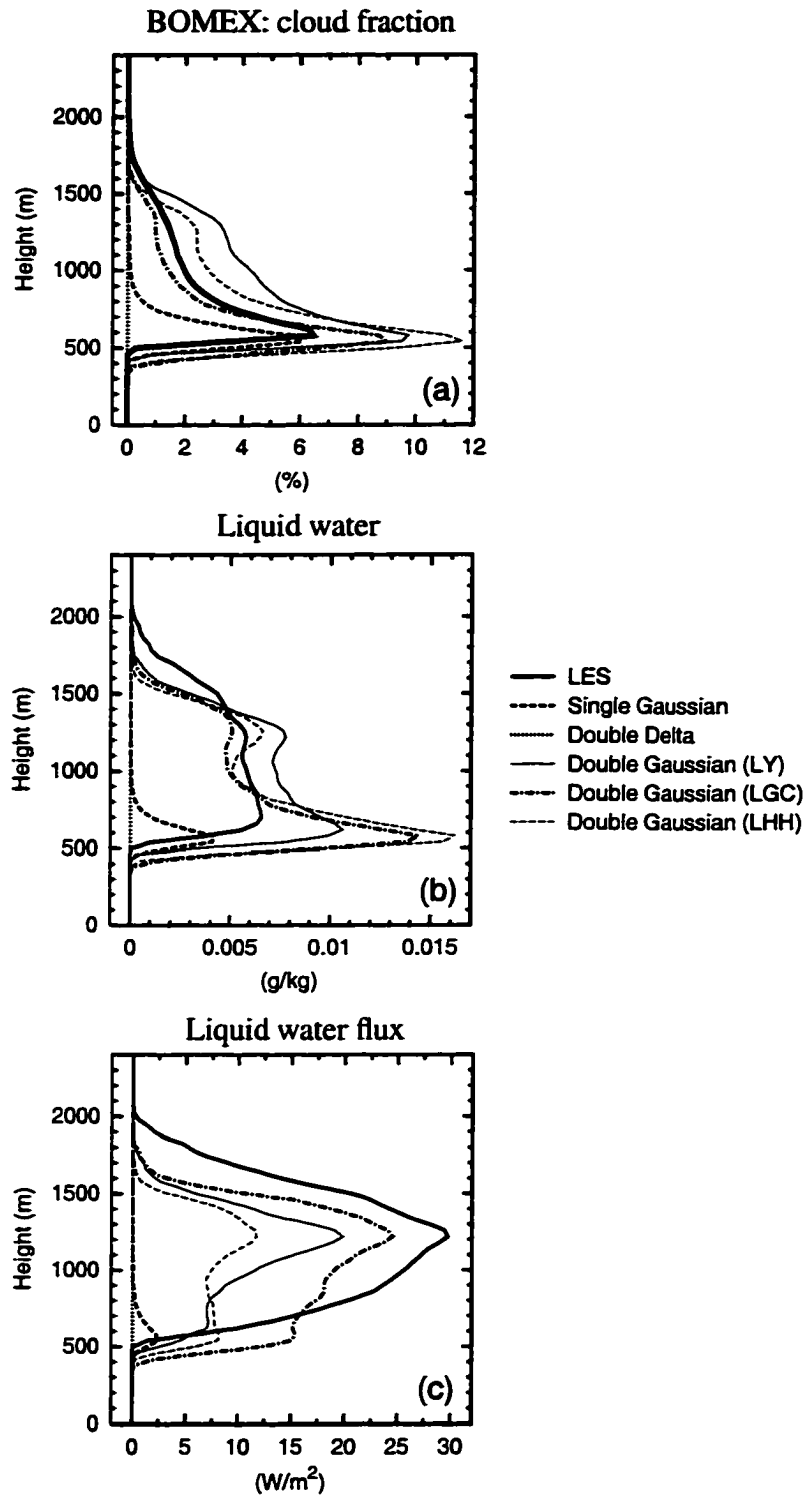 BOMEX: cloud fraction
2000
1500
1000
500
0
Height (m)
(a)
0 2 4 6 8 10 12
(%)
Liquid water
2000
1500
1000
500
0
Height (m)
(b)
0 0.005 0.01 0.015
(g/kg)
LES
Single Gaussian
Double Delta
Double Gaussian (LY)
Double Gaussian (LGC)
Double Gaussian (LHH)
Liquid water flux
2000
1500
1000
500
0
Height (m)
(c)
0 5 10 15 20 25 30
(W/m²)